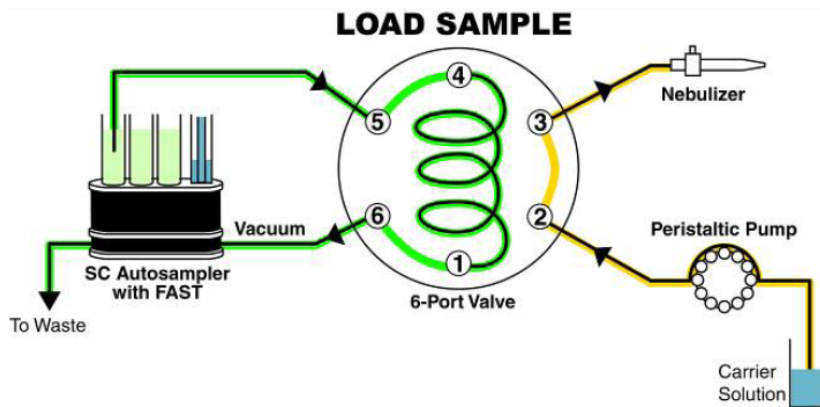 LOAD SAMPLE
4
5
3
Nebulizer
6
2
1
Vacuum
Peristaltic Pump
SC Autosampler
with FAST
6-Port Valve
To Waste
Carrier
Solution